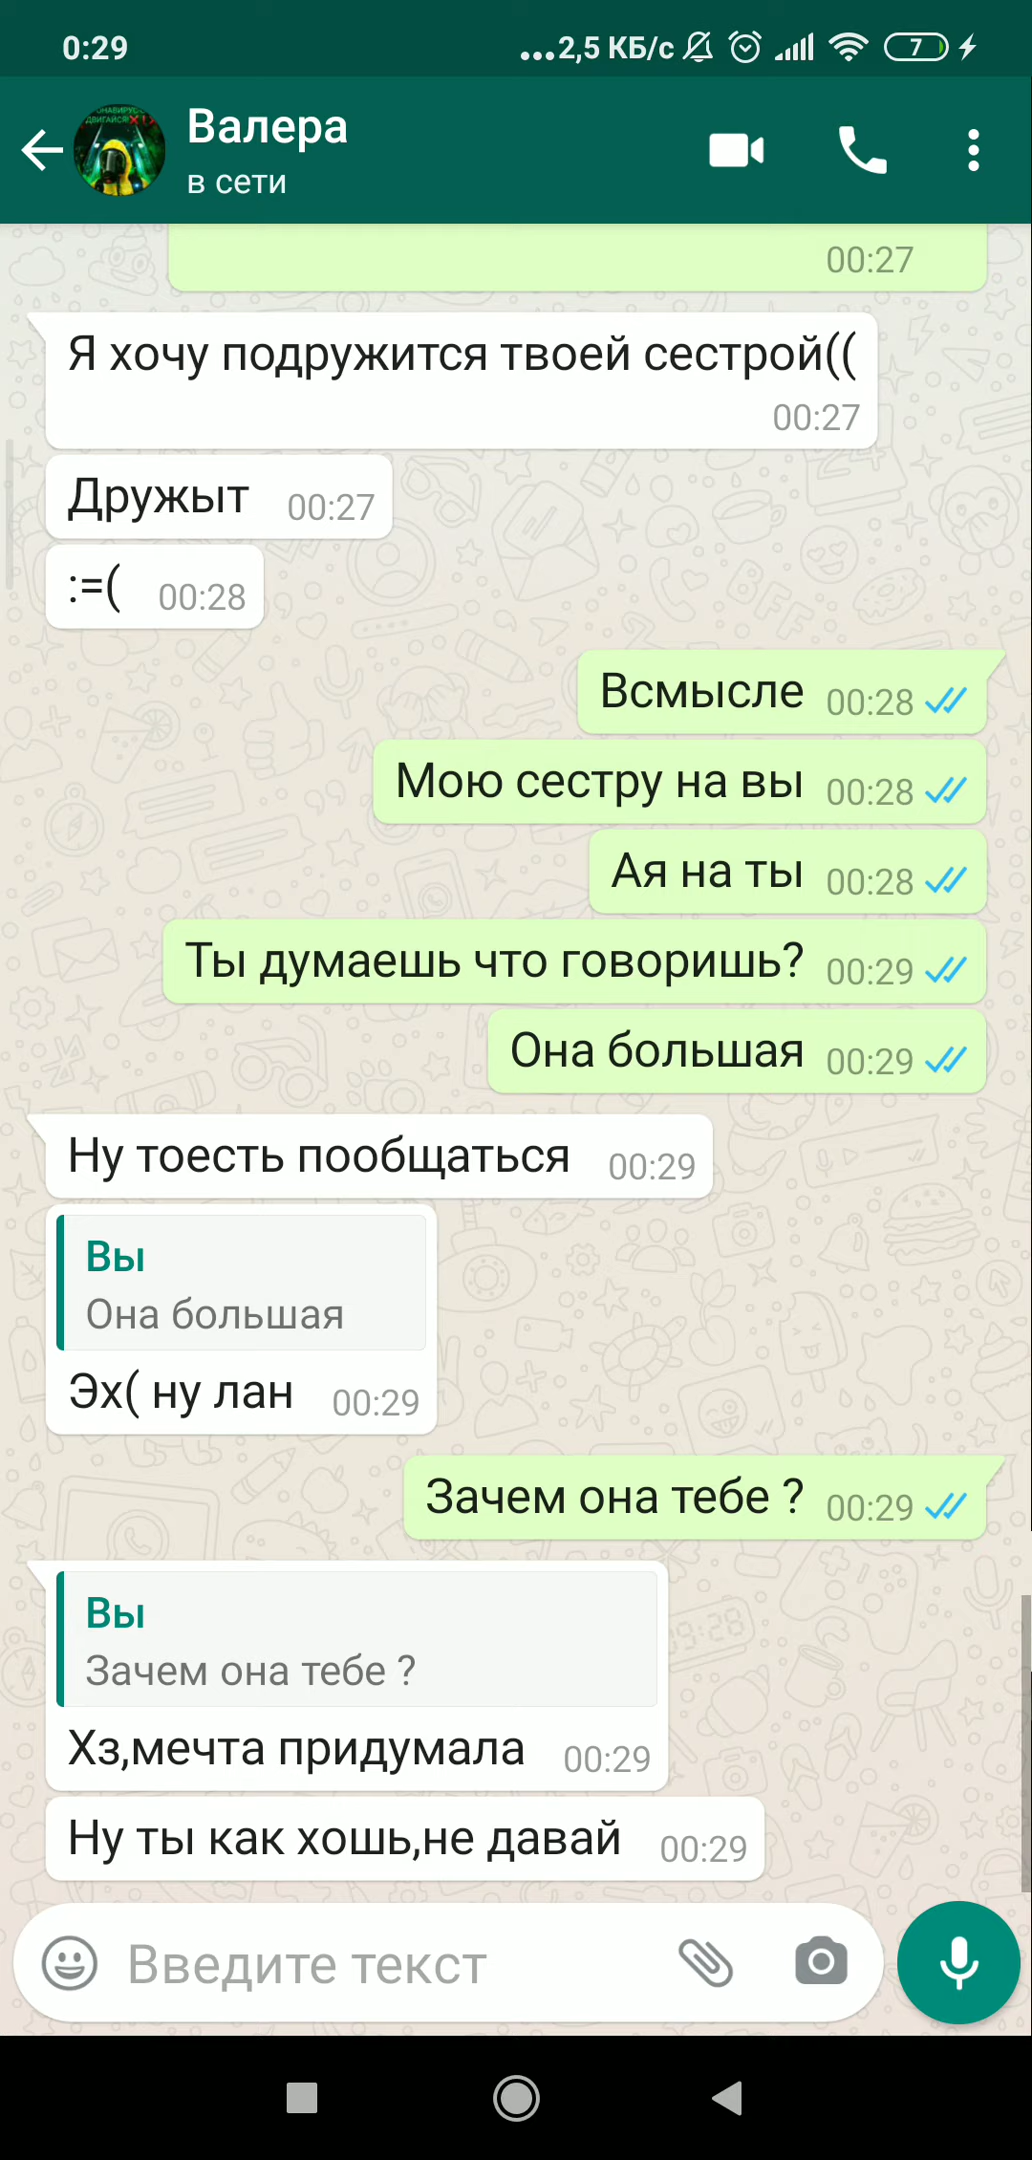 0:29
...2,5 КБ/с
7
Валера
в сети
00:27
Я хочу подружится твоей сестрой((
00:27
Дружыт 00:27
:=( 00:28
Всмысле 00:28
Мою сестру на вы 00:28
Ая на ты 00:28
Ты думаешь что говоришь? 00:29
Она большая 00:29
Ну тоесть пообщаться 00:29
Вы
Она большая
Эх( ну лан 00:29
Зачем она тебе ? 00:29
Вы
Зачем она тебе ?
Хз,мечта придумала 00:29
Ну ты как хошь,не давай 00:29
Введите текст